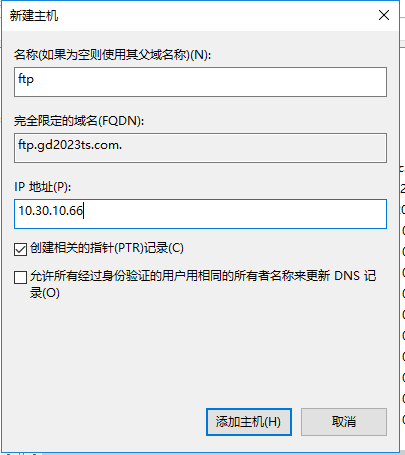 新建主机
名称(如果为空则使用其父域名称)(N):
ftp
完全限定的域名(FQDN):
ftp.gd2023ts.com.
IP 地址(P):
10.30.10.66
创建相关的指针(PTR)记录(C)
允许所有经过身份验证的用户用相同的所有者名称来更新 DNS 记
录(O)
添加主机(H)
取消